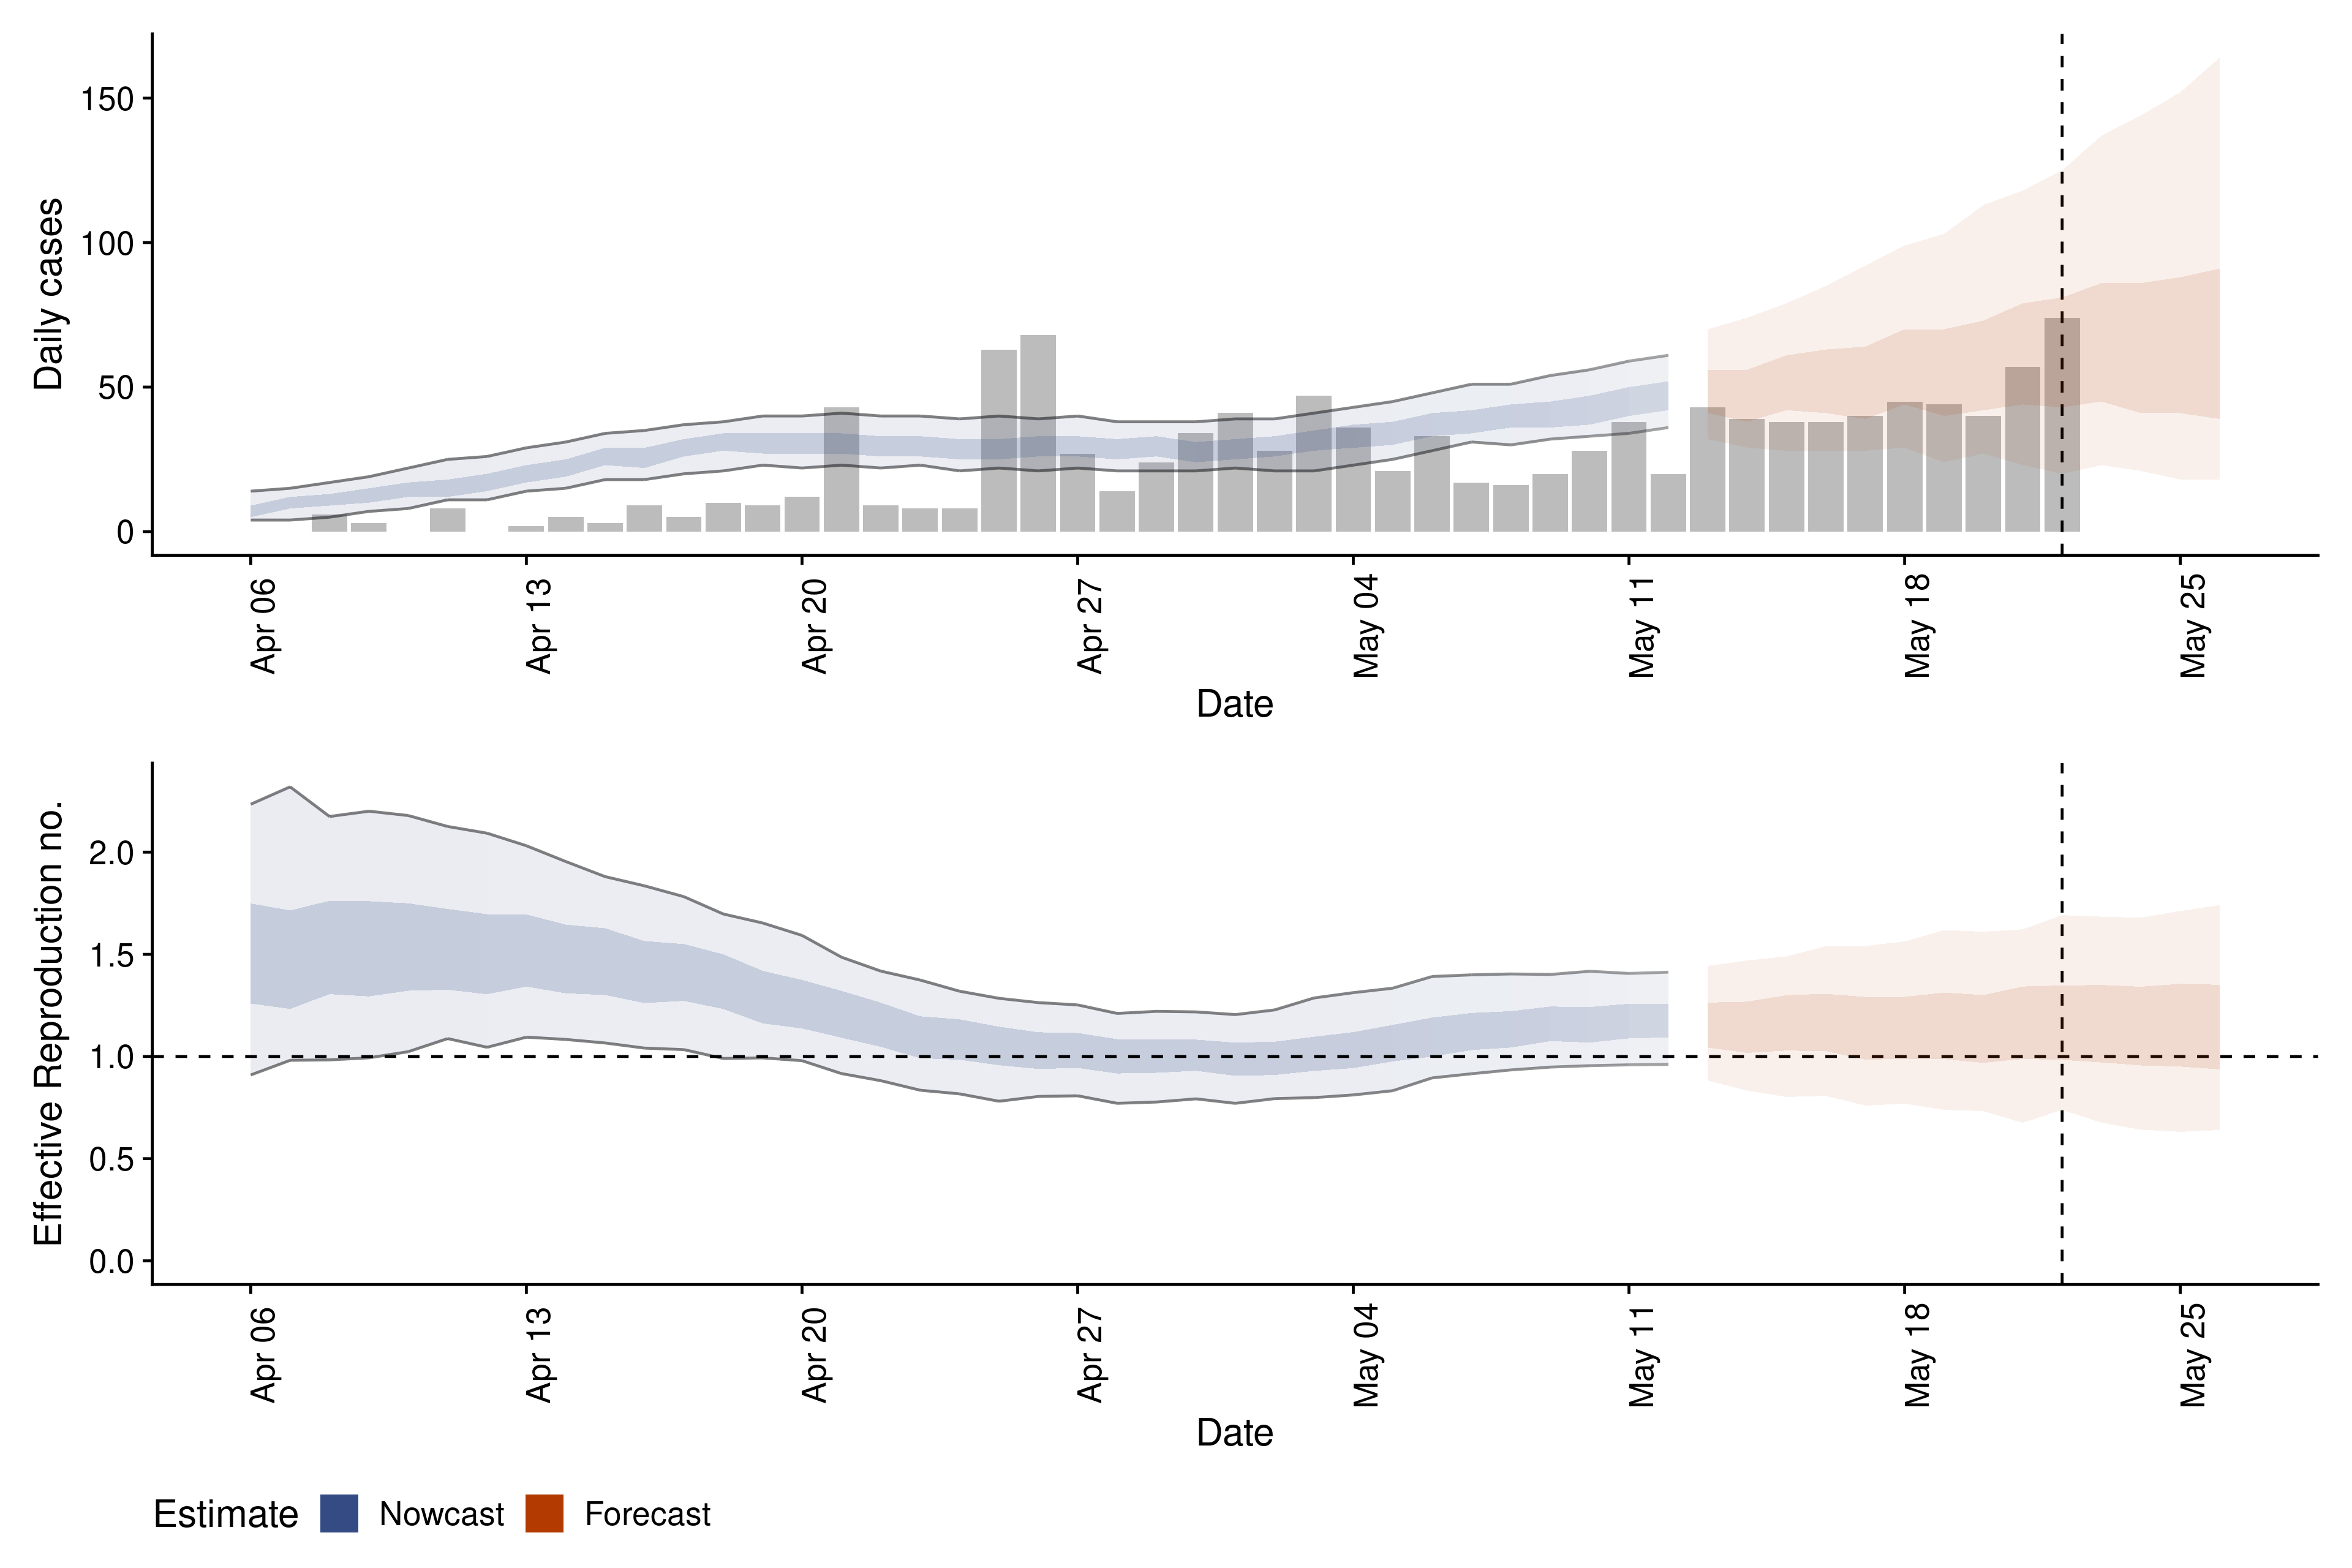 Daily cases
150
100
50
0
Apr 06
Apr 13
Apr 20
Apr 27
May 04
May 11
May 18
May 25
Date
Effective Reproduction no.
2.0
1.5
1.0
0.5
0.0
Apr 06
Apr 13
Apr 20
Apr 27
May 04
May 11
May 18
May 25
Date
Estimate Nowcast Forecast